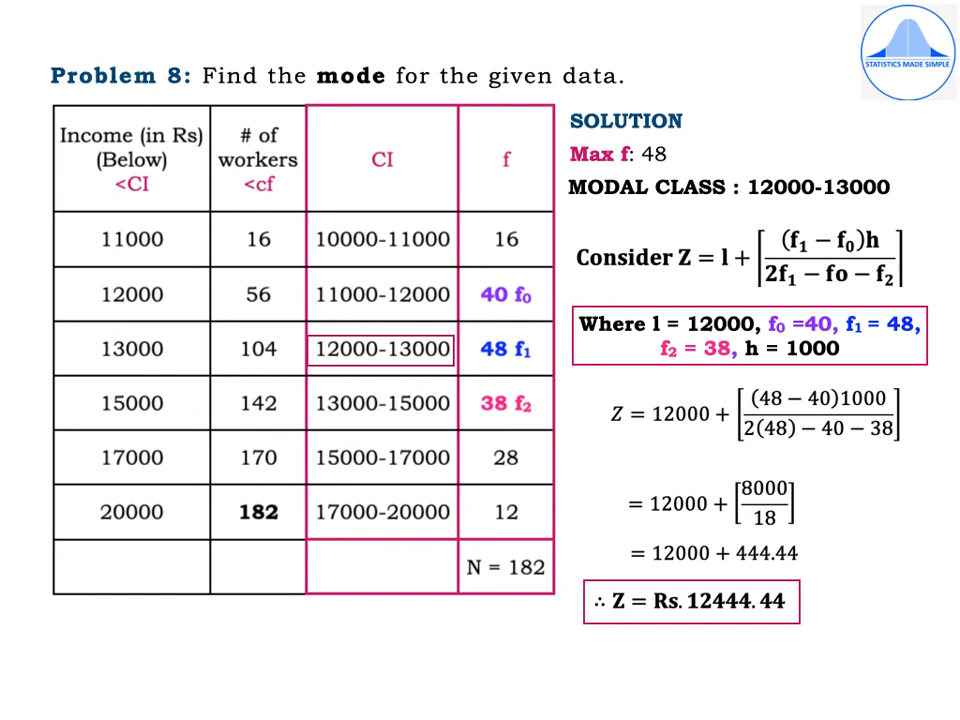 STATISTICS MADE SIMPLE
Problem 8: Find the mode for the given data.
Income (in Rs) (Below) <CI | # of workers <cf | CI | f
11000 | 16 | 10000-11000 | 16
12000 | 56 | 11000-12000 | 40 f₀
13000 | 104 | 12000-13000 | 48 f₁
15000 | 142 | 13000-15000 | 38 f₂
17000 | 170 | 15000-17000 | 28
20000 | 182 | 17000-20000 | 12
N = 182
SOLUTION
Max f: 48
MODAL CLASS : 12000-13000
Consider Z = l + [(f₁ − f₀)h / 2f₁ − fo − f₂]
Where l = 12000, f₀ =40, f₁ = 48,
f₂ = 38, h = 1000
Z = 12000 + [(48 − 40)1000 / 2(48) − 40 − 38]
= 12000 + [8000 / 18]
= 12000 + 444.44
∴ Z = Rs. 12444. 44